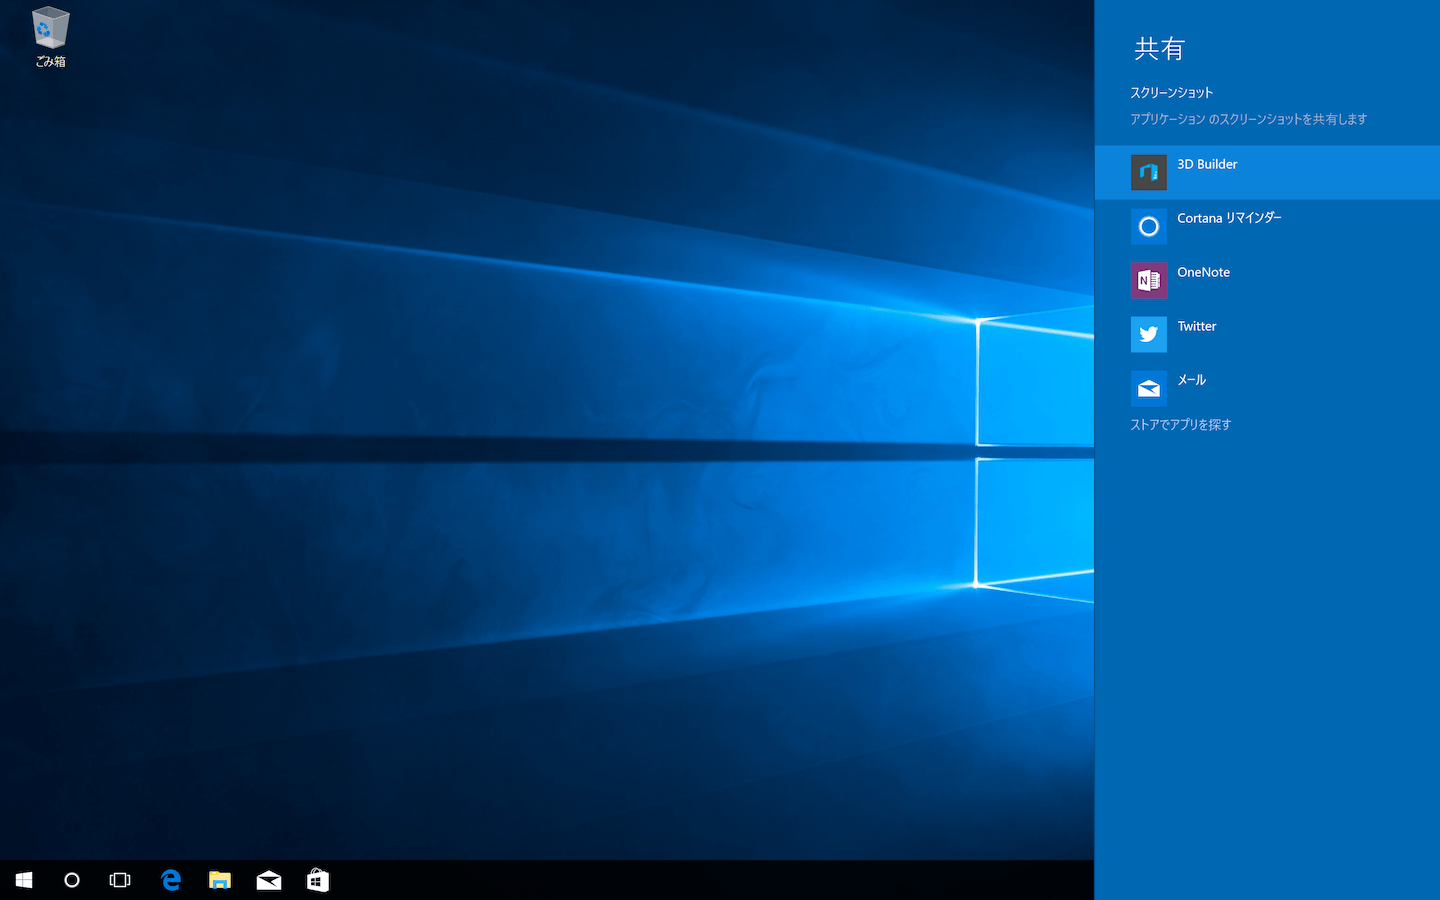 ごみ箱
共有
スクリーンショット
アプリケーション のスクリーンショットを共有します
3D Builder
Cortana リマインダー
OneNote
Twitter
メール
ストアでアプリを探す